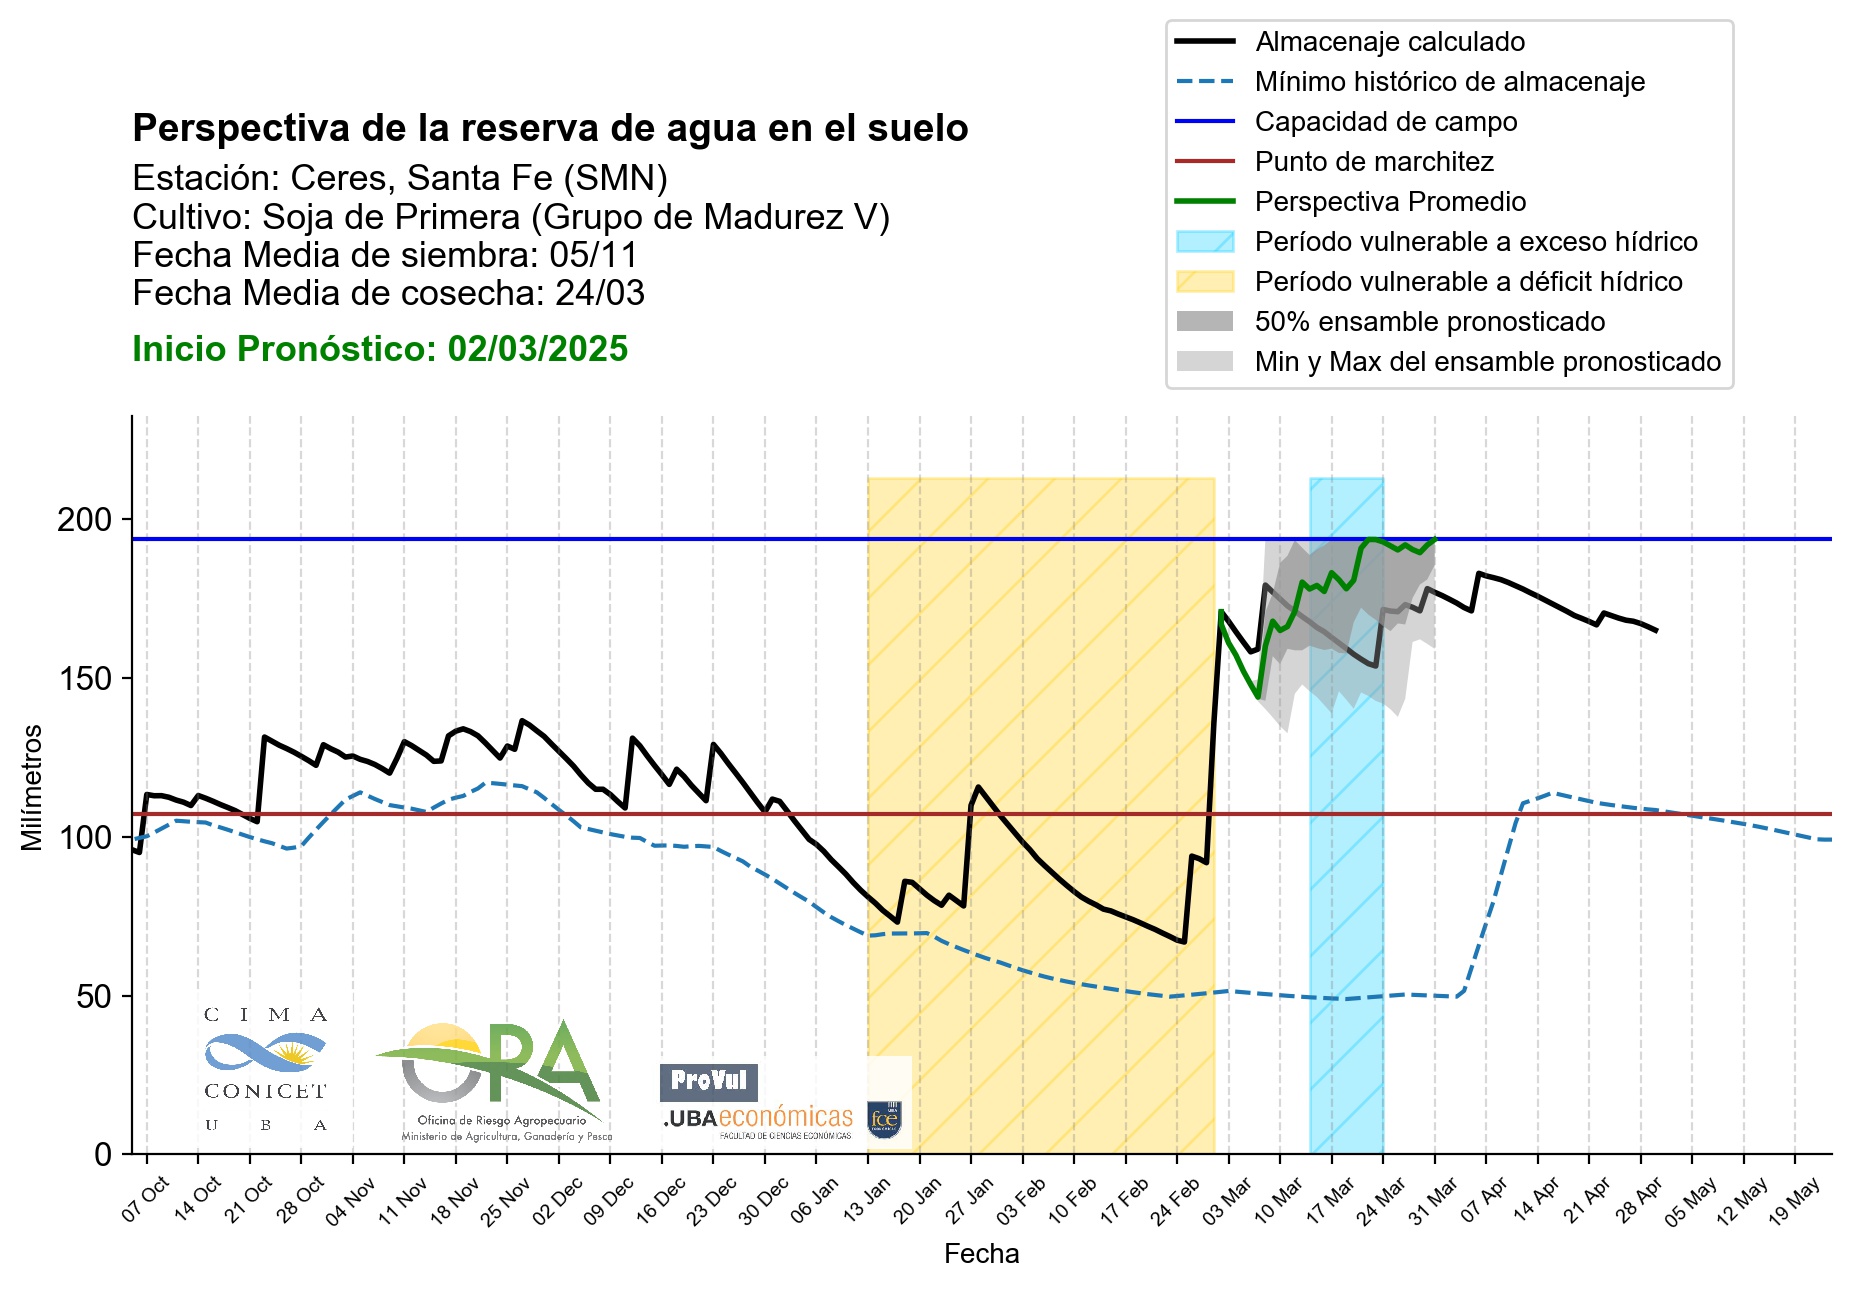 Almacenaje calculado
Mínimo histórico de almacenaje
Capacidad de campo
Punto de marchitez
Perspectiva Promedio
Período vulnerable a exceso hídrico
Período vulnerable a déficit hídrico
50% ensamble pronosticado
Min y Max del ensamble pronosticado
Perspectiva de la reserva de agua en el suelo
Estación: Ceres, Santa Fe (SMN)
Cultivo: Soja de Primera (Grupo de Madurez V)
Fecha Media de siembra: 05/11
Fecha Media de cosecha: 24/03
Inicio Pronóstico: 02/03/2025
200
150
100
50
0
Milímetros
CIMA
CONICET
UBA
ORA
Oficina de Riesgo Agropecuario
Ministerio de Agricultura, Ganadería y Pesca
ProVul
.UBAeconómicas
FACULTAD DE CIENCIAS ECONÓMICAS
UBA
fce
07 Oct
14 Oct
21 Oct
28 Oct
04 Nov
11 Nov
18 Nov
25 Nov
02 Dec
09 Dec
16 Dec
23 Dec
30 Dec
06 Jan
13 Jan
20 Jan
27 Jan
03 Feb
10 Feb
17 Feb
24 Feb
03 Mar
10 Mar
17 Mar
24 Mar
31 Mar
07 Apr
14 Apr
21 Apr
28 Apr
05 May
12 May
19 May
Fecha